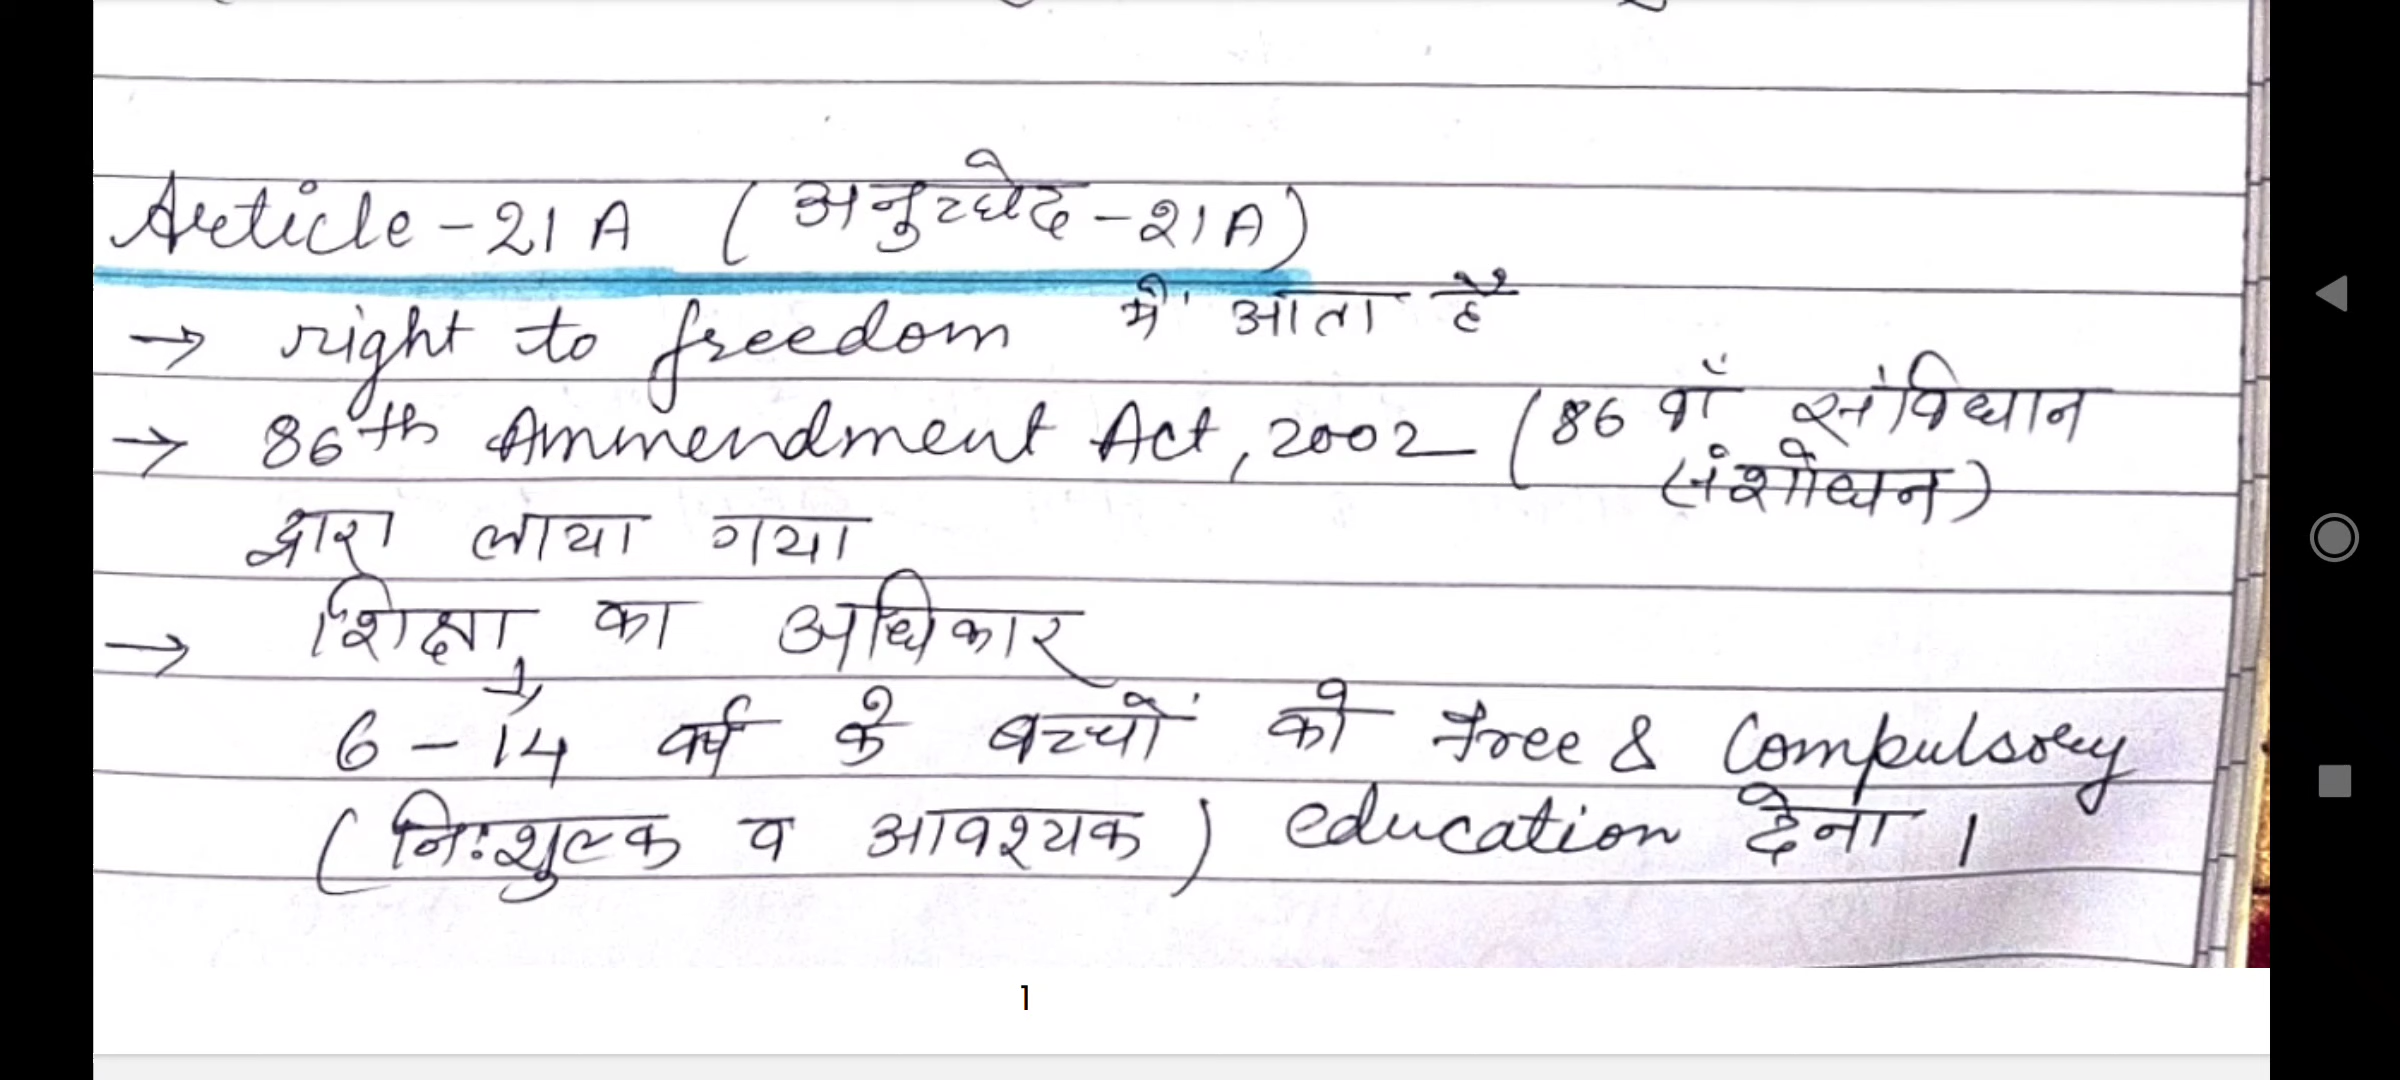 Article - 21 A (अनुच्छेद - 21 A)
→ right to freedom में आता है
→ 86th Ammendment Act, 2002 (86 वाँ संविधान
संशोधन)
द्वारा लाया गया
→ शिक्षा का अधिकार
6 - 14 वर्ष के बच्चों को Free & Compulsory
(निःशुल्क व आवश्यक) education देना ।
1